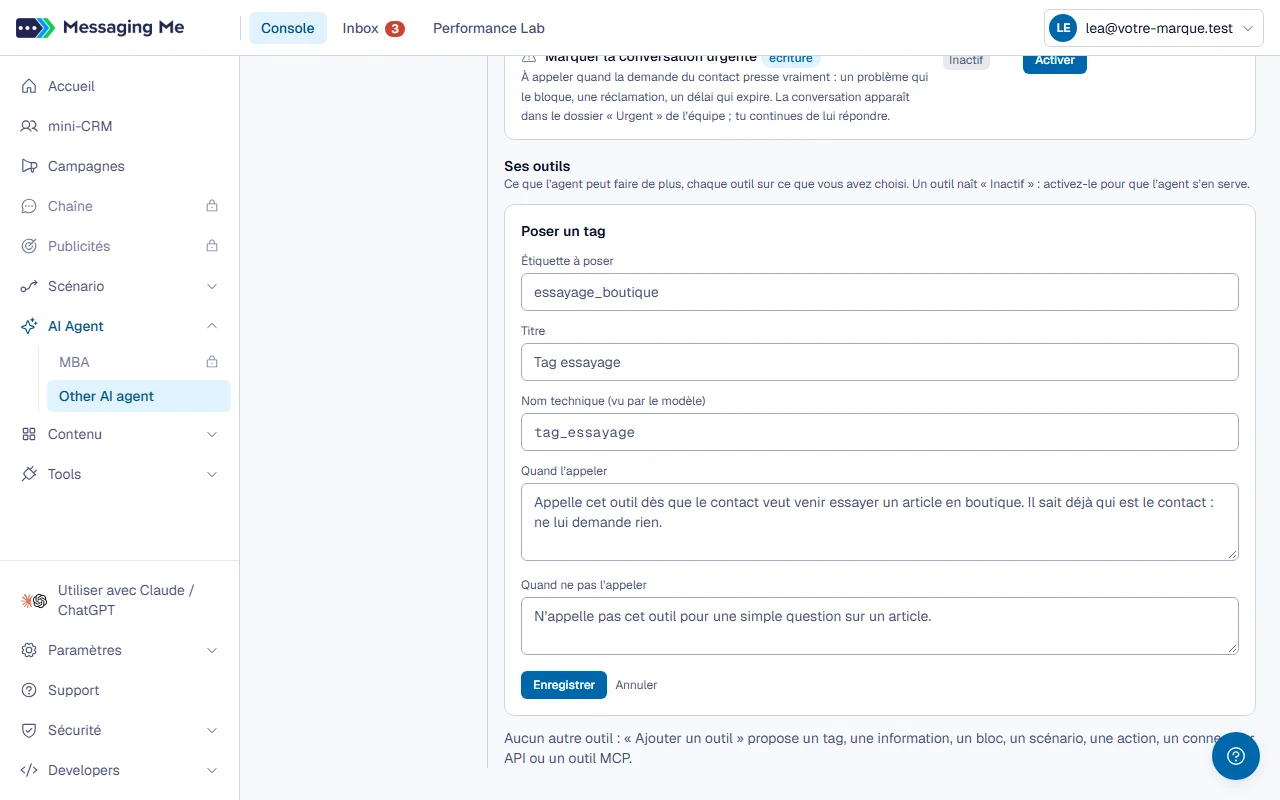 Messaging Me
Console
Inbox 3
Performance Lab
LE lea@votre-marque.test
Accueil
mini-CRM
Campagnes
Chaîne
Publicités
Scénario
AI Agent
MBA
Other AI agent
Contenu
Tools
Utiliser avec Claude /
ChatGPT
Paramètres
Support
Sécurité
Developers
Marquer la conversation urgente écriture
Inactif
Activer
À appeler quand la demande du contact presse vraiment : un problème qui
le bloque, une réclamation, un délai qui expire. La conversation apparaît
dans le dossier « Urgent » de l'équipe ; tu continues de lui répondre.
Ses outils
Ce que l'agent peut faire de plus, chaque outil sur ce que vous avez choisi. Un outil naît « Inactif » : activez-le pour que l'agent s'en serve.
Poser un tag
Étiquette à poser
essayage_boutique
Titre
Tag essayage
Nom technique (vu par le modèle)
tag_essayage
Quand l'appeler
Appelle cet outil dès que le contact veut venir essayer un article en boutique. Il sait déjà qui est le contact :
ne lui demande rien.
Quand ne pas l'appeler
N'appelle pas cet outil pour une simple question sur un article.
Enregistrer
Annuler
Aucun autre outil : « Ajouter un outil » propose un tag, une information, un bloc, un scénario, une action, un
API ou un outil MCP.